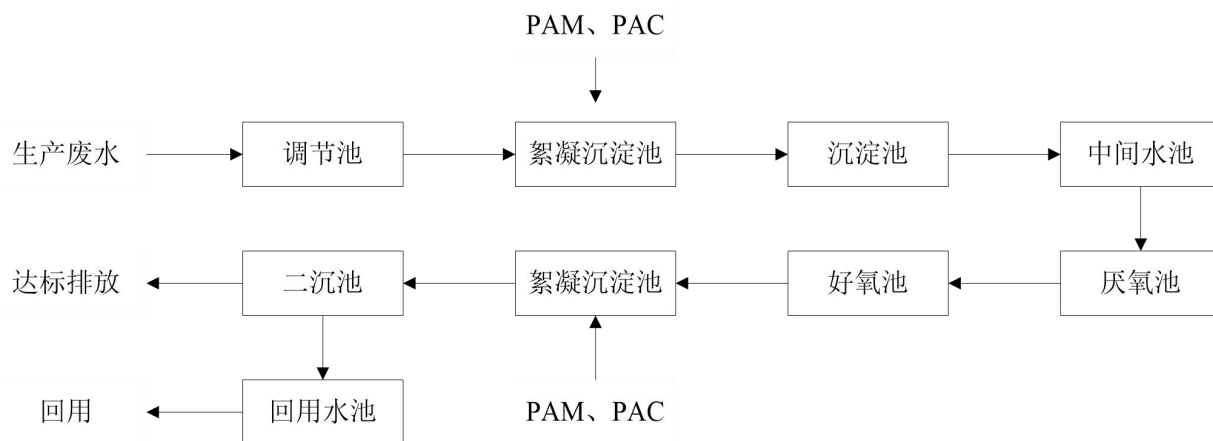 PAM、PAC
生产废水
调节池
絮凝沉淀池
沉淀池
中间水池
达标排放
二沉池
絮凝沉淀池
好氧池
厌氧池
回用
回用水池
PAM、PAC